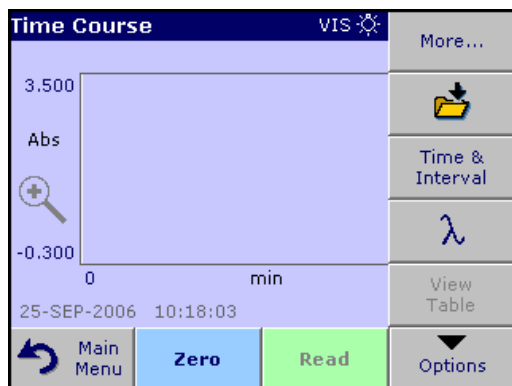 Time Course
VIS
More...
3.500
Abs
Time &
Interval
λ
-0.300
0
min
View
Table
25-SEP-2006 10:18:03
Main
Menu
Zero
Read
Options